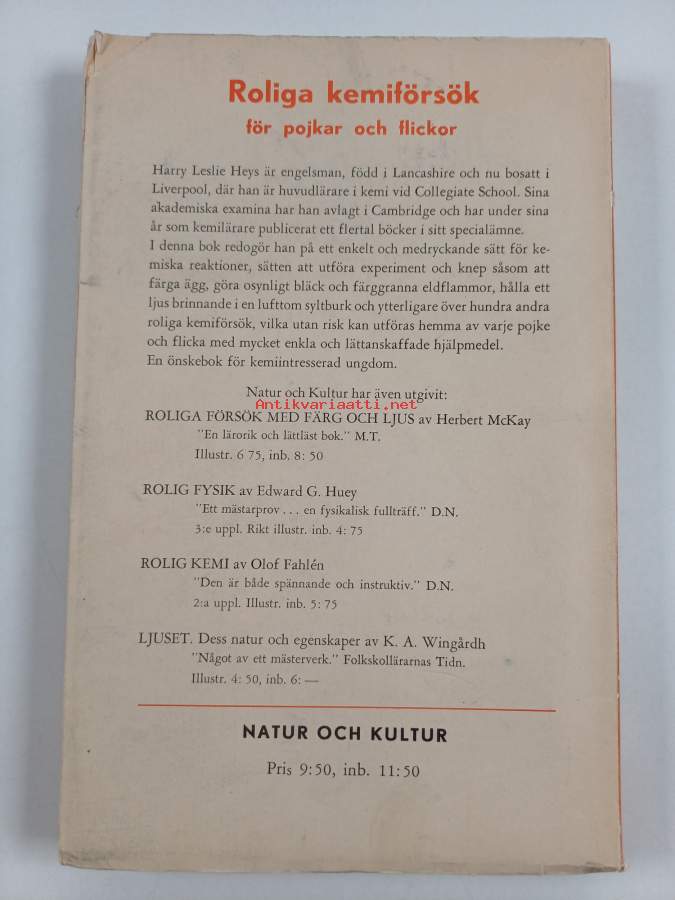 Roliga kemiförsök
för pojkar och flickor
Harry Leslie Heys är engelsman, född i Lancashire och nu bosatt i
Liverpool, där han är huvudlärare i kemi vid Collegiate School. Sina
akademiska examina har han avlagt i Cambridge och har under sina
år som kemilärare publicerat ett flertal böcker i sitt specialämne.
I denna bok redogör han på ett enkelt och medryckande sätt för ke-
miska reaktioner, sätten att utföra experiment och knep såsom att
färga ägg, göra osynligt bläck och färggranna eldflammor, hålla ett
ljus brinnande i en lufttom syltburk och ytterligare över hundra andra
roliga kemiförsök, vilka utan risk kan utföras hemma av varje pojke
och flicka med mycket enkla och lättanskaffade hjälpmedel.
En önskebok för kemiintresserad ungdom.
Natur och Kultur har även utgivit:
Antikvariaatti.net
ROLIGA FÖRSÖK MED FÄRG OCH LJUS av Herbert McKay
"En lärorik och lättläst bok." M.T.
Illustr. 6 75, inb. 8: 50
ROLIG FYSIK av Edward G. Huey
"Ett mästarprov . . . en fysikalisk fullträff." D.N.
3:e uppl. Rikt illustr. inb. 4: 75
ROLIG KEMI av Olof Fahlén
"Den är både spännande och instruktiv." D.N.
2:a uppl. Illustr. inb. 5: 75
LJUSET. Dess natur och egenskaper av K. A. Wingårdh
"Något av ett mästerverk." Folkskollärarnas Tidn.
Illustr. 4: 50, inb. 6: —
NATUR OCH KULTUR
Pris 9:50, inb. 11:50